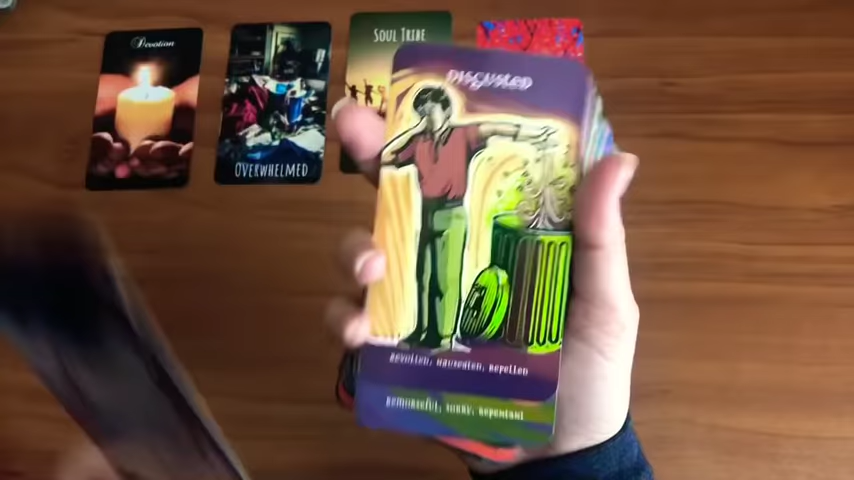 Devotion
OVERWHELMED
SOUL TRIBE
DISGUSTED
REVOLTED, NAUSEATED, REPELLED
REMORSEFUL, SORRY, REPENTANT